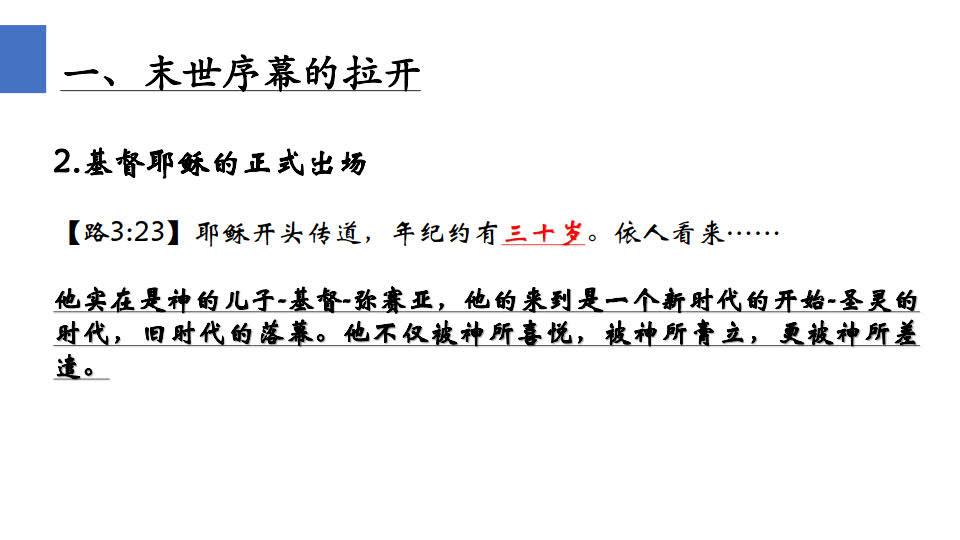 一、末世序幕的拉开
2.基督耶稣的正式出场
【路3:23】耶稣开头传道，年纪约有三十岁。依人看来……
他实在是神的儿子-基督-弥赛亚，他的来到是一个新时代的开始-圣灵的
时代，旧时代的落幕。他不仅被神所喜悦，被神所青立，更被神所差
遣。